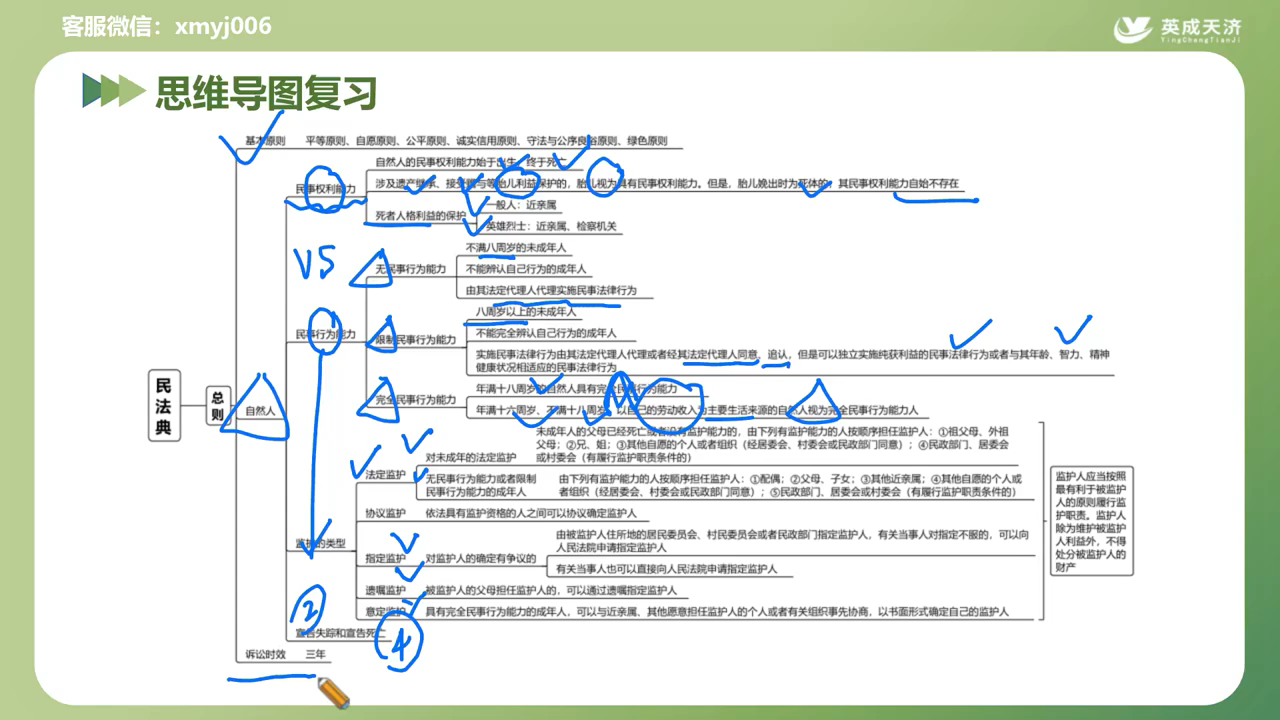 客服微信：xmyj006
英成天济
YingChengTianJi
思维导图复习
基本原则 平等原则、自愿原则、公平原则、诚实信用原则、守法与公序良俗原则、绿色原则
自然人的民事权利能力始于出生，终于死亡
民事权利能力
涉及遗产继承、接受赠与等胎儿利益保护的，胎儿视为具有民事权利能力。但是，胎儿娩出时为死体的，其民事权利能力自始不存在
一般人：近亲属
死者人格利益的保护
英雄烈士：近亲属、检察机关
VS
不满八周岁的未成年人
无民事行为能力
不能辨认自己行为的成年人
由其法定代理人代理实施民事法律行为
八周岁以上的未成年人
民事行为能力
限制民事行为能力
不能完全辨认自己行为的成年人
实施民事法律行为由其法定代理人代理或者经其法定代理人同意、追认，但是可以独立实施纯获利益的民事法律行为或者与其年龄、智力、精神
健康状况相适应的民事法律行为
年满十八周岁的自然人具有完全民事行为能力
完全民事行为能力
年满十六周岁、不满十八周岁，以自己的劳动收入为主要生活来源的自然人视为完全民事行为能力人
民法典
总则
自然人
未成年人的父母已经死亡或者没有监护能力的，由下列有监护能力的人按顺序担任监护人：①祖父母、外祖
父母；②兄、姐；③其他自愿的个人或者组织（经居委会、村委会或民政部门同意）；④民政部门、居委会
或村委会（有履行监护职责条件的）
对未成年的法定监护
法定监护
无民事行为能力或者限制
民事行为能力的成年人
由下列有监护能力的人按顺序担任监护人：①配偶；②父母、子女；③其他近亲属；④其他自愿的个人或
者组织（经居委会、村委会或民政部门同意）；⑤民政部门、居委会或村委会（有履行监护职责条件的）
协议监护 依法具有监护资格的人之间可以协议确定监护人
监护的类型
由被监护人住所地的居民委员会、村民委员会或者民政部门指定监护人，有关当事人对指定不服的，可以向
人民法院申请指定监护人
指定监护 对监护人的确定有争议的
有关当事人也可以直接向人民法院申请指定监护人
遗嘱监护 被监护人的父母担任监护人的，可以通过遗嘱指定监护人
意定监护 具有完全民事行为能力的成年人，可以与近亲属、其他愿意担任监护人的个人或者有关组织事先协商，以书面形式确定自己的监护人
监护人应当按照
最有利于被监护
人的原则履行监
护职责。监护人
除为维护被监护
人利益外，不得
处分被监护人的
财产
②
宣告失踪和宣告死亡
④
诉讼时效 三年